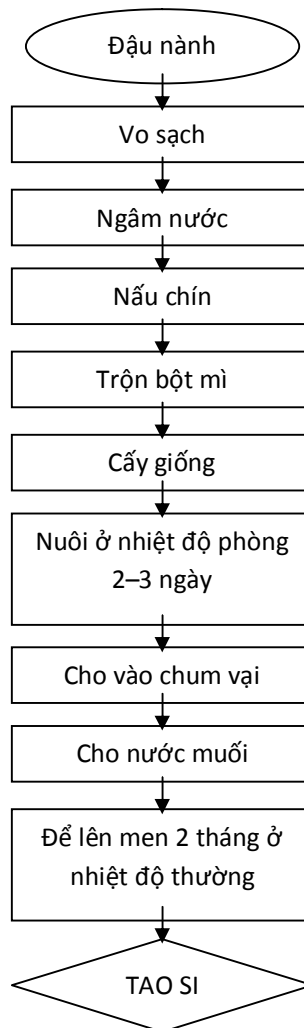 Đậu nành
Vo sạch
Ngâm nước
Nấu chín
Trộn bột mì
Cấy giống
Nuôi ở nhiệt độ phòng
2–3 ngày
Cho vào chum vại
Cho nước muối
Để lên men 2 tháng ở
nhiệt độ thường
TAO SI